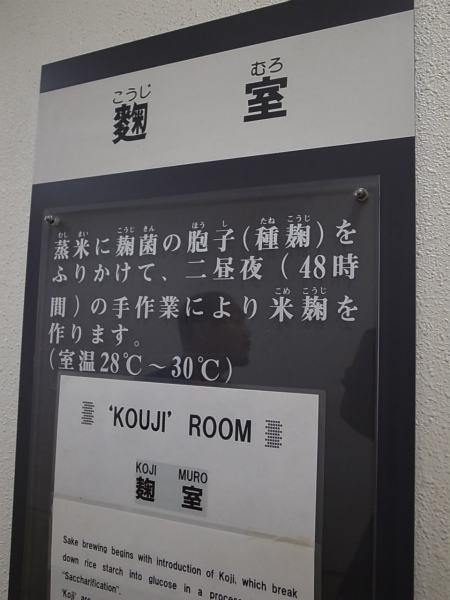 こうじ むろ
麴 室
むし まい こうじ きん ほう し たね こうじ
蒸米に麹菌の胞子(種麹)を
ふりかけて、二昼夜(48時
こめ こうじ
間)の手作業により米麹を
作ります。
(室温28℃～30℃)
'KOUJI' ROOM
KOJI MURO
麹 室
Sake brewing begins with introduction of Koji, which break
down rice starch into glucose in a process
"Saccharification".
'Koji'